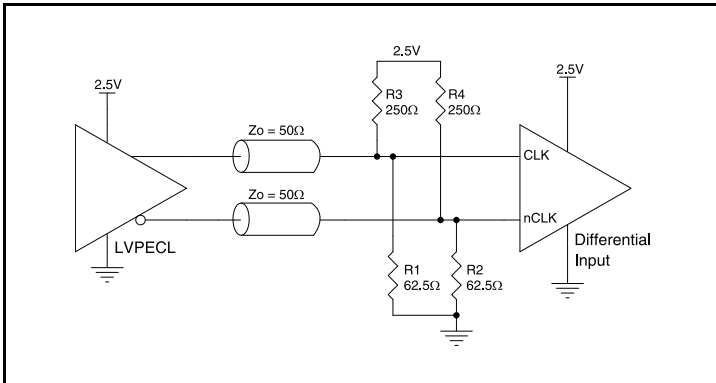 2.5V
2.5V
2.5V
R3
250Ω
R4
250Ω
Zo = 50Ω
CLK
Zo = 50Ω
nCLK
LVPECL
Differential
Input
R1
62.5Ω
R2
62.5Ω